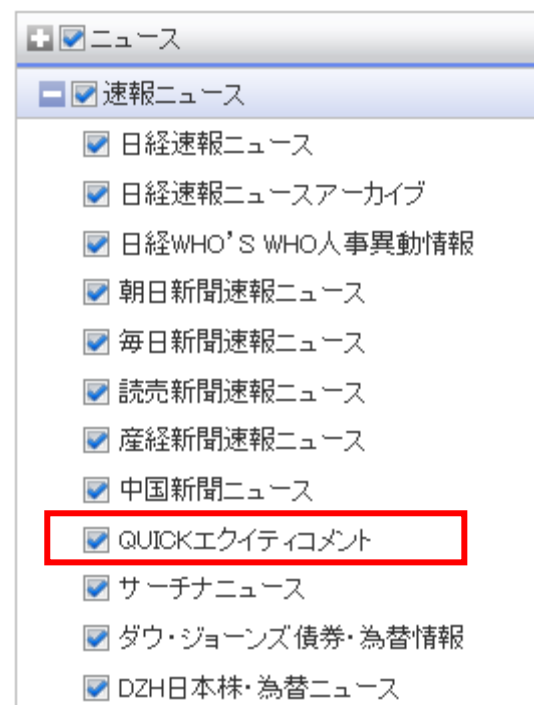 ニュース
速報ニュース
日経速報ニュース
日経速報ニュースアーカイブ
日経WHO'S WHO人事異動情報
朝日新聞速報ニュース
毎日新聞速報ニュース
読売新聞速報ニュース
産経新聞速報ニュース
中国新聞ニュース
QUICKエクイティコメント
サーチナニュース
ダウ・ジョーンズ債券・為替情報
DZH日本株・為替ニュース